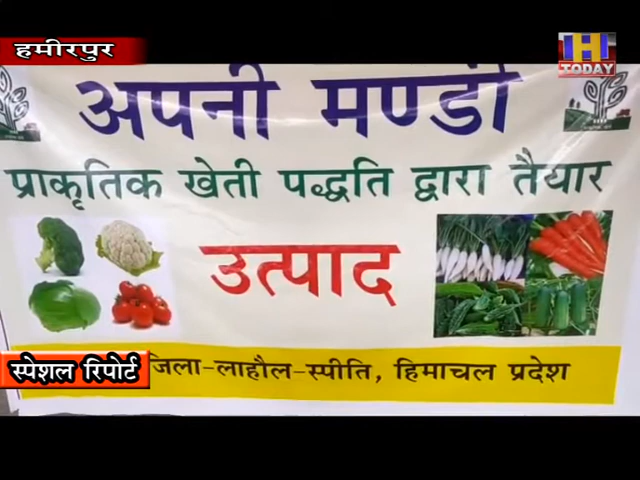 हमीरपुर
H TODAY
अपनी मण्डी
प्राकृतिक खेती पद्धति द्वारा तैयार
उत्पाद
स्पेशल रिपोर्ट
जिला-लाहौल-स्पीति, हिमाचल प्रदेश